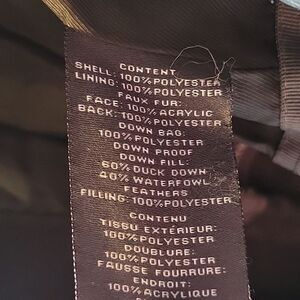 CONTENT
SHELL: 100%POLYESTER
LINING: 100%POLYESTER
FAUX FUR:
FACE: 100% ACRYLIC
BACK: 100%POLYESTER
DOWN BAG:
100%POLYESTER
DOWN PROOF
DOWN FILL:
60% DUCK DOWN
40% WATERFOWL
FEATHERS
FILLING: 100%POLYESTER
CONTENU
TISSU EXTÉRIEUR:
100%POLYESTER
DOUBLURE:
100%POLYESTER
FAUSSE FOURRURE:
ENDROIT:
100%ACRYLIQUE